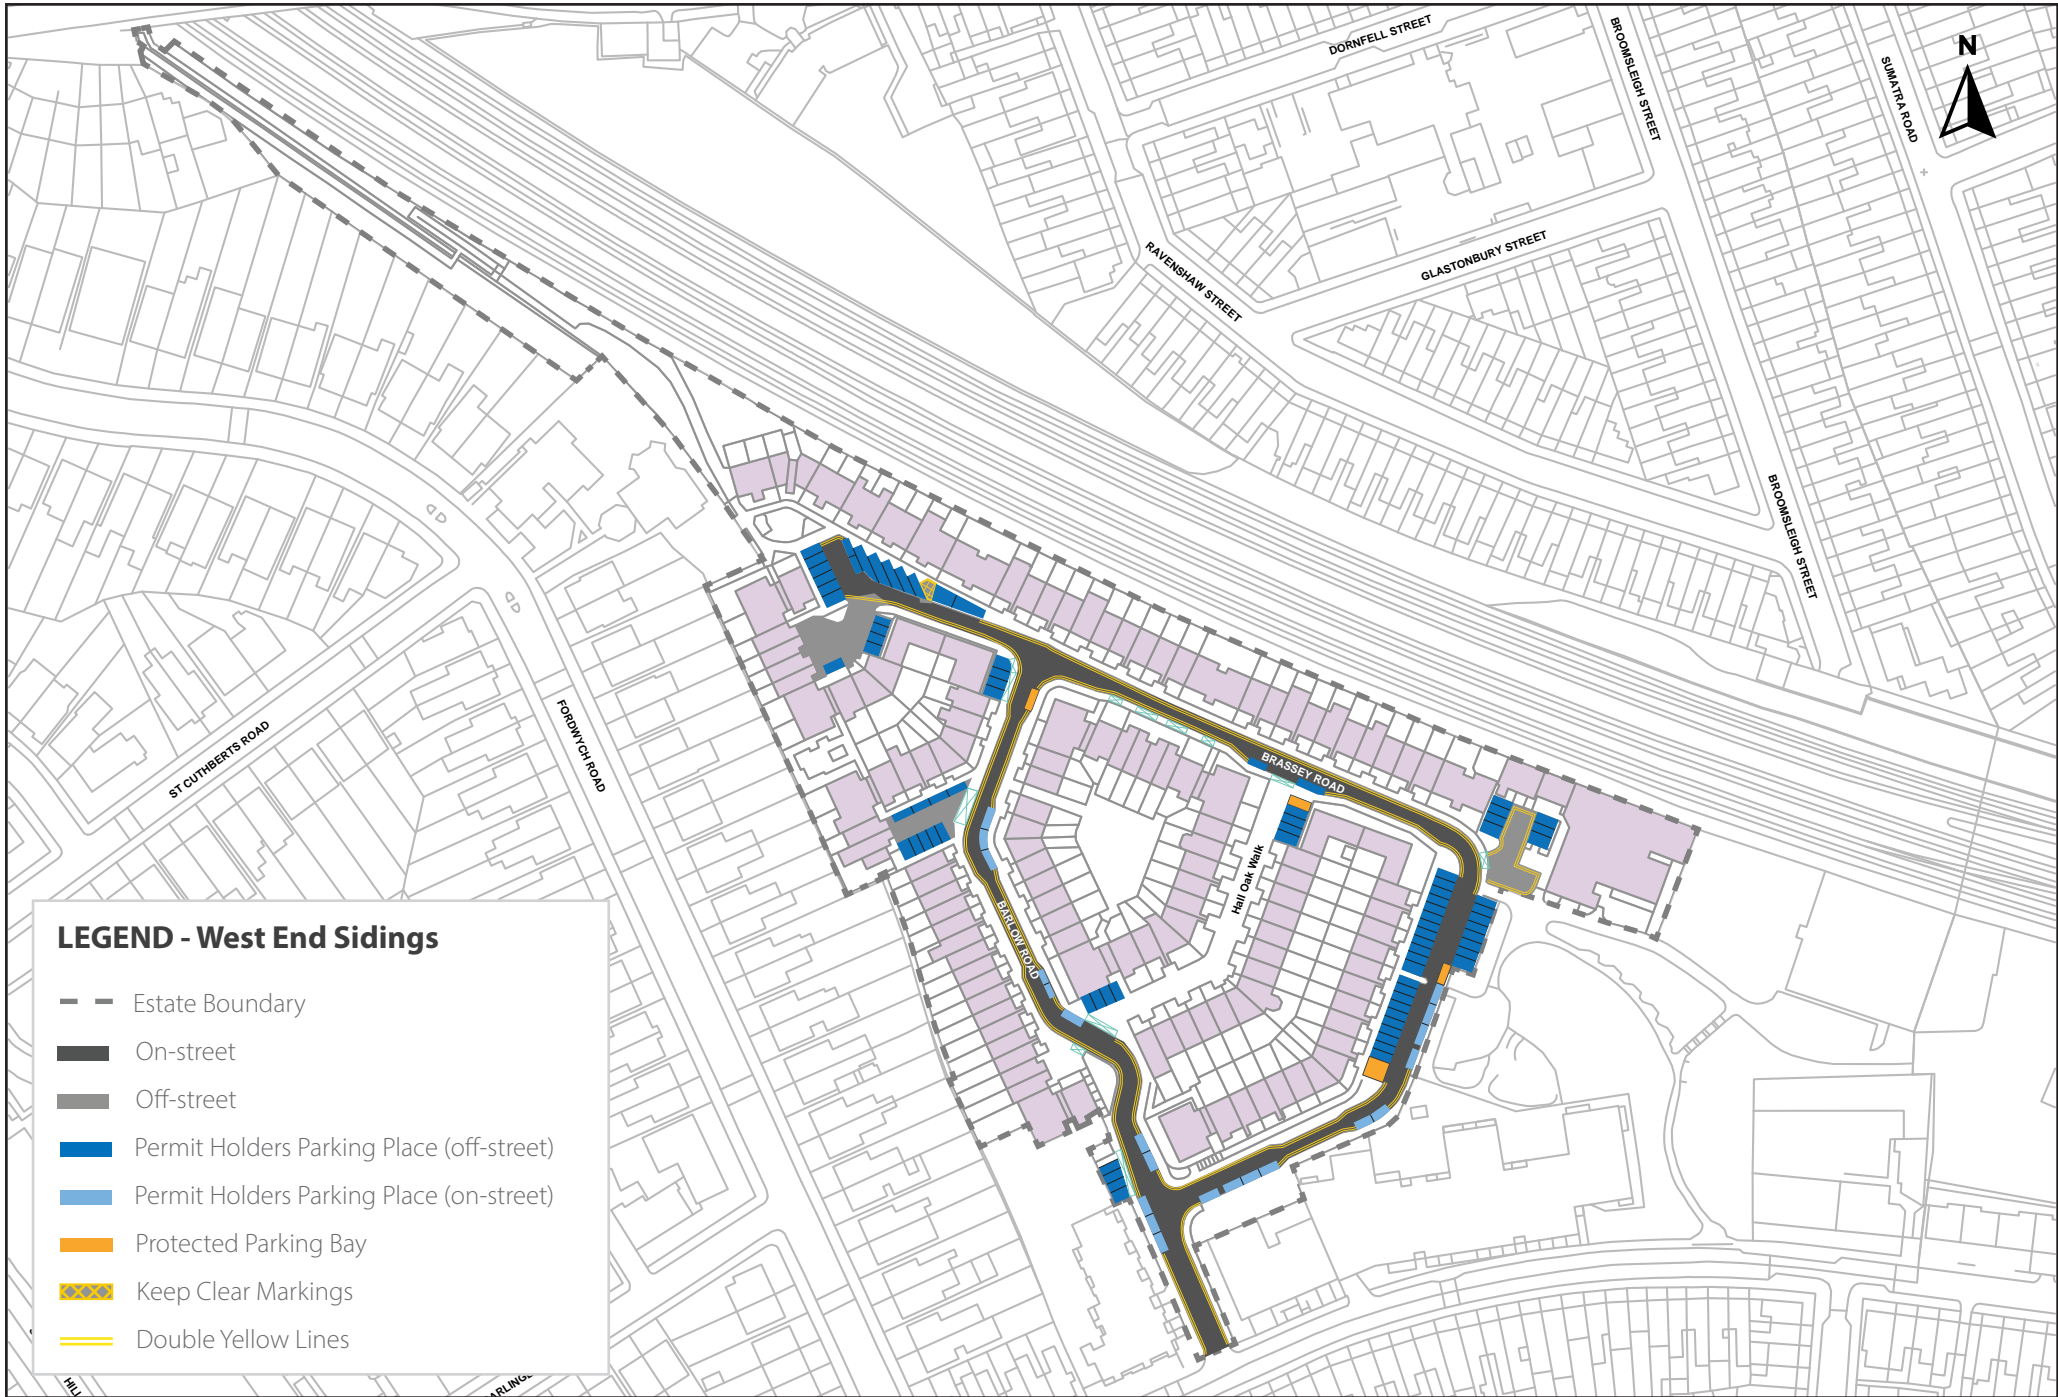 DORNFELL STREET
BROOMSLEIGH STREET
SUMATRA ROAD
N
RAVENSHAW STREET
GLASTONBURY STREET
BROOMSLEIGH STREET
FORDWYCH ROAD
ST CUTHBERTS ROAD
BRASSEY ROAD
Hall Oak Walk
BARLOW ROAD
LEGEND - West End Sidings
Estate Boundary
On-street
Off-street
Permit Holders Parking Place (off-street)
Permit Holders Parking Place (on-street)
Protected Parking Bay
Keep Clear Markings
Double Yellow Lines